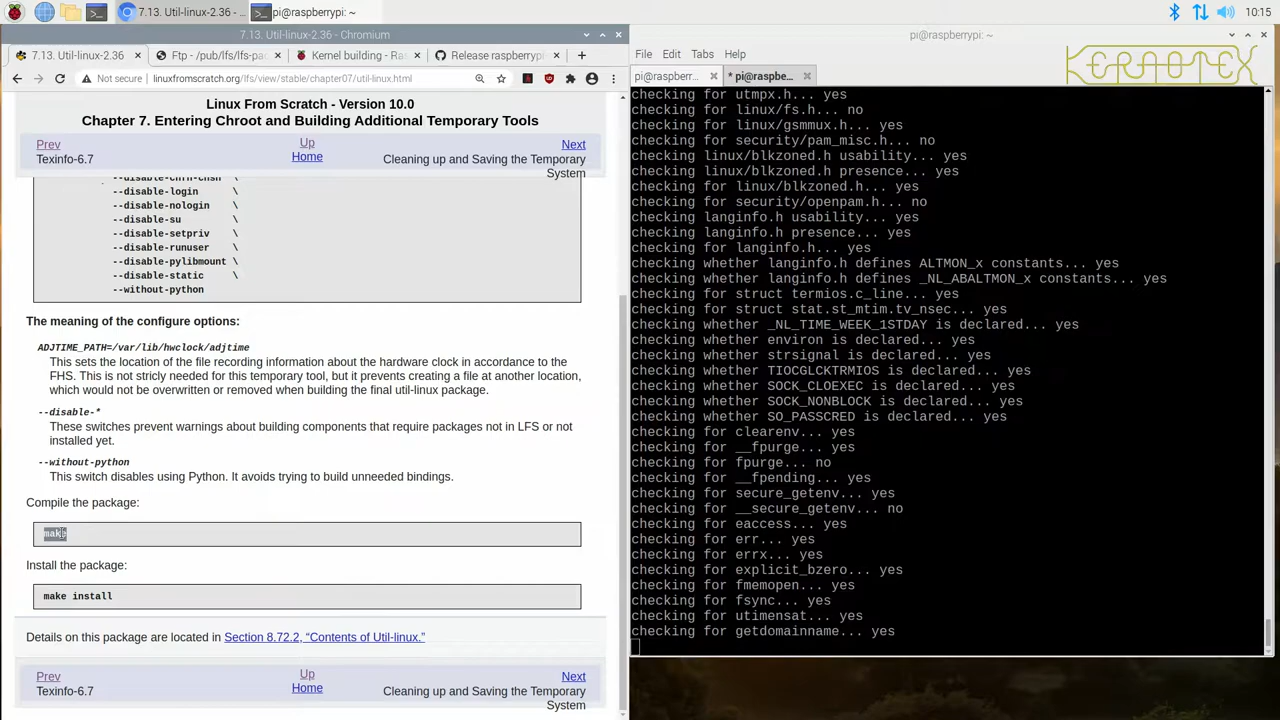 7.13. Util-linux-2.36 - ...
pi@raspberrypi: ~
10:15
7.13. Util-linux-2.36 - Chromium
7.13. Util-linux-2.36
Ftp - /pub/lfs/lfs-pac
Kernel building - Ras
Release raspberrypi
Not secure
linuxfromscratch.org/lfs/view/stable/chapter07/util-linux.html
Linux From Scratch - Version 10.0
Chapter 7. Entering Chroot and Building Additional Temporary Tools
Prev
Up
Next
Texinfo-6.7
Home
Cleaning up and Saving the Temporary
System
--disable-chfn-chsh \
--disable-login \
--disable-nologin \
--disable-su \
--disable-setpriv \
--disable-runuser \
--disable-pylibmount \
--disable-static \
--without-python
The meaning of the configure options:
ADJTIME_PATH=/var/lib/hwclock/adjtime
This sets the location of the file recording information about the hardware clock in accordance to the
FHS. This is not stricly needed for this temporary tool, but it prevents creating a file at another location,
which would not be overwritten or removed when building the final util-linux package.
--disable-*
These switches prevent warnings about building components that require packages not in LFS or not
installed yet.
--without-python
This switch disables using Python. It avoids trying to build unneeded bindings.
Compile the package:
make
Install the package:
make install
Details on this package are located in Section 8.72.2, “Contents of Util-linux.”
Prev
Up
Next
Texinfo-6.7
Home
Cleaning up and Saving the Temporary
System
pi@raspberrypi: ~
File Edit Tabs Help
KERAOTEX
pi@raspberr...
* pi@raspbe...
checking for utmpx.h... yes
checking for linux/fs.h... no
checking for linux/gsmmux.h... yes
checking for security/pam_misc.h... no
checking linux/blkzoned.h usability... yes
checking linux/blkzoned.h presence... yes
checking for linux/blkzoned.h... yes
checking for security/openpam.h... no
checking langinfo.h usability... yes
checking langinfo.h presence... yes
checking for langinfo.h... yes
checking whether langinfo.h defines ALTMON_x constants... yes
checking whether langinfo.h defines _NL_ABALTMON_x constants... yes
checking for struct termios.c_line... yes
checking for struct stat.st_mtim.tv_nsec... yes
checking whether _NL_TIME_WEEK_1STDAY is declared... yes
checking whether environ is declared... yes
checking whether strsignal is declared... yes
checking whether TIOCGLCKTRMIOS is declared... yes
checking whether SOCK_CLOEXEC is declared... yes
checking whether SOCK_NONBLOCK is declared... yes
checking whether SO_PASSCRED is declared... yes
checking for clearenv... yes
checking for __fpurge... yes
checking for fpurge... no
checking for __fpending... yes
checking for secure_getenv... yes
checking for __secure_getenv... no
checking for eaccess... yes
checking for err... yes
checking for errx... yes
checking for explicit_bzero... yes
checking for fmemopen... yes
checking for fsync... yes
checking for utimensat... yes
checking for getdomainname... yes